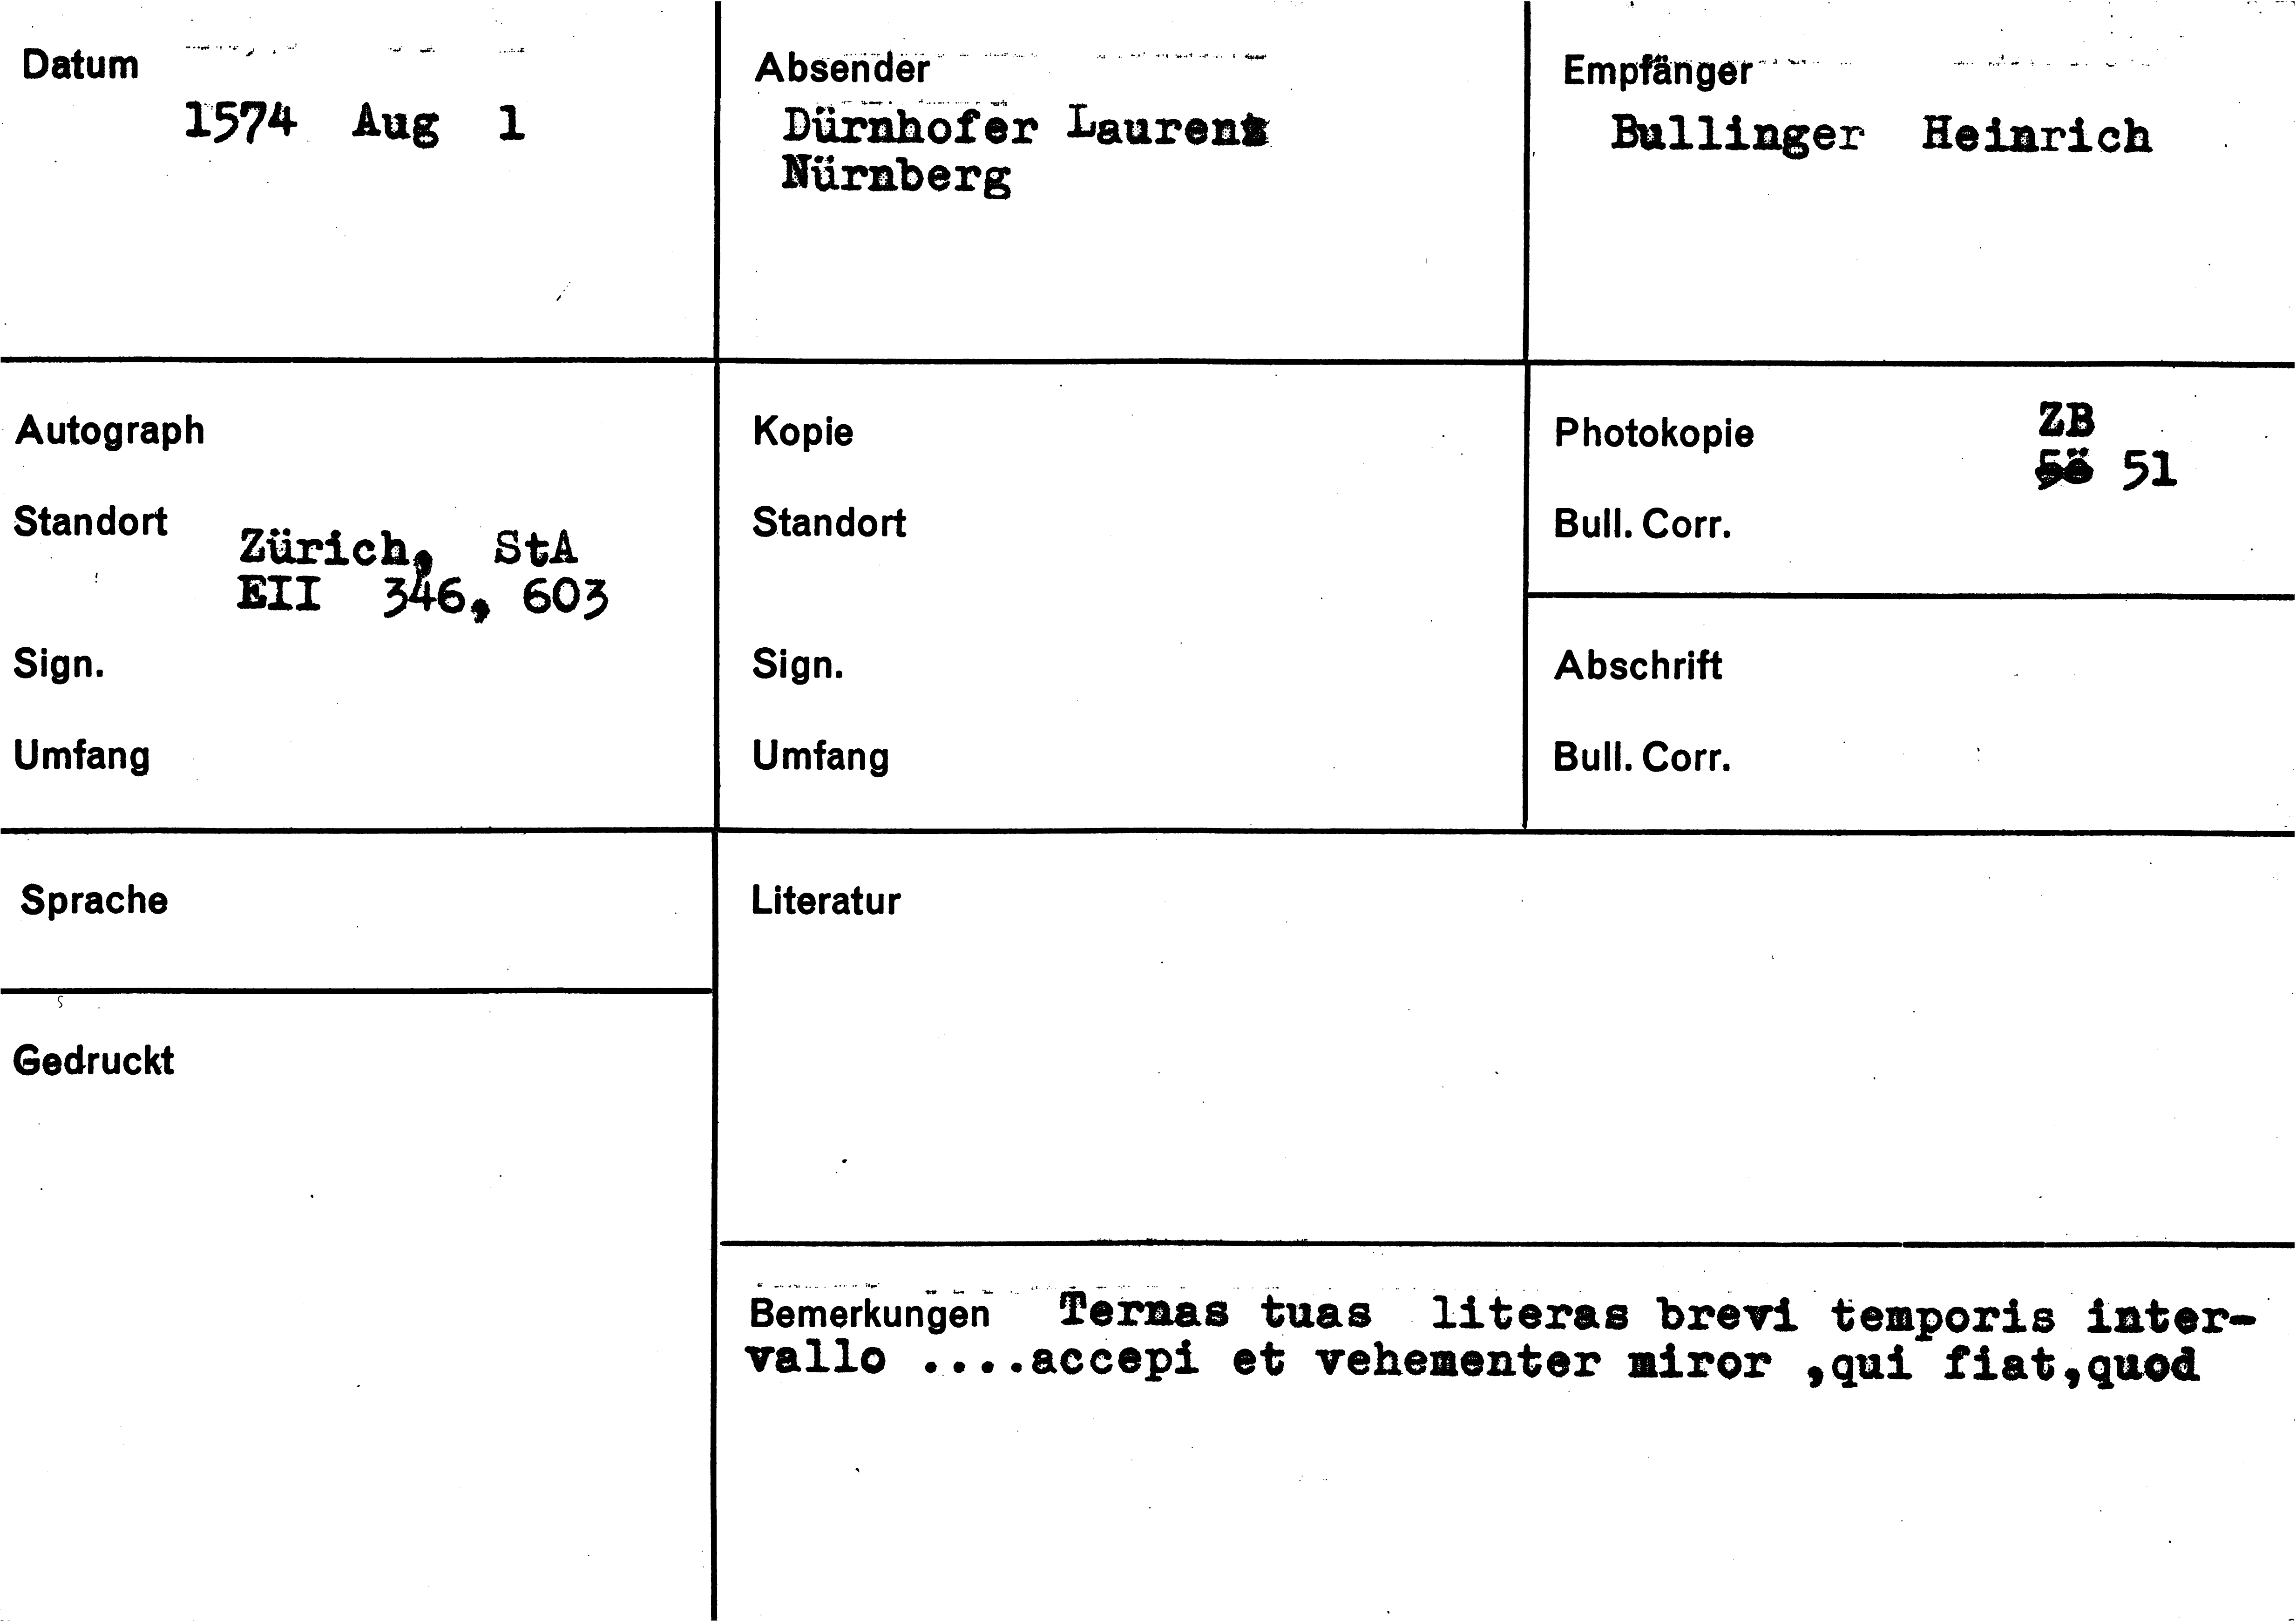 Datum
1574 Aug 1
Absender
Dürnhofer Laurenz
Nürnberg
Empfänger
Bullinger Heinrich
Autograph
Standort
Zürich, StA
EII 346, 603
Sign.
Umfang
Kopie
Standort
Sign.
Umfang
Photokopie
ZB
51
Bull. Corr.
Abschrift
Bull. Corr.
Sprache
Gedruckt
Literatur
Bemerkungen Ternas tuas literas brevi temporis inter-
vallo ....accepi et vehementer miror ,qui fiat,quod